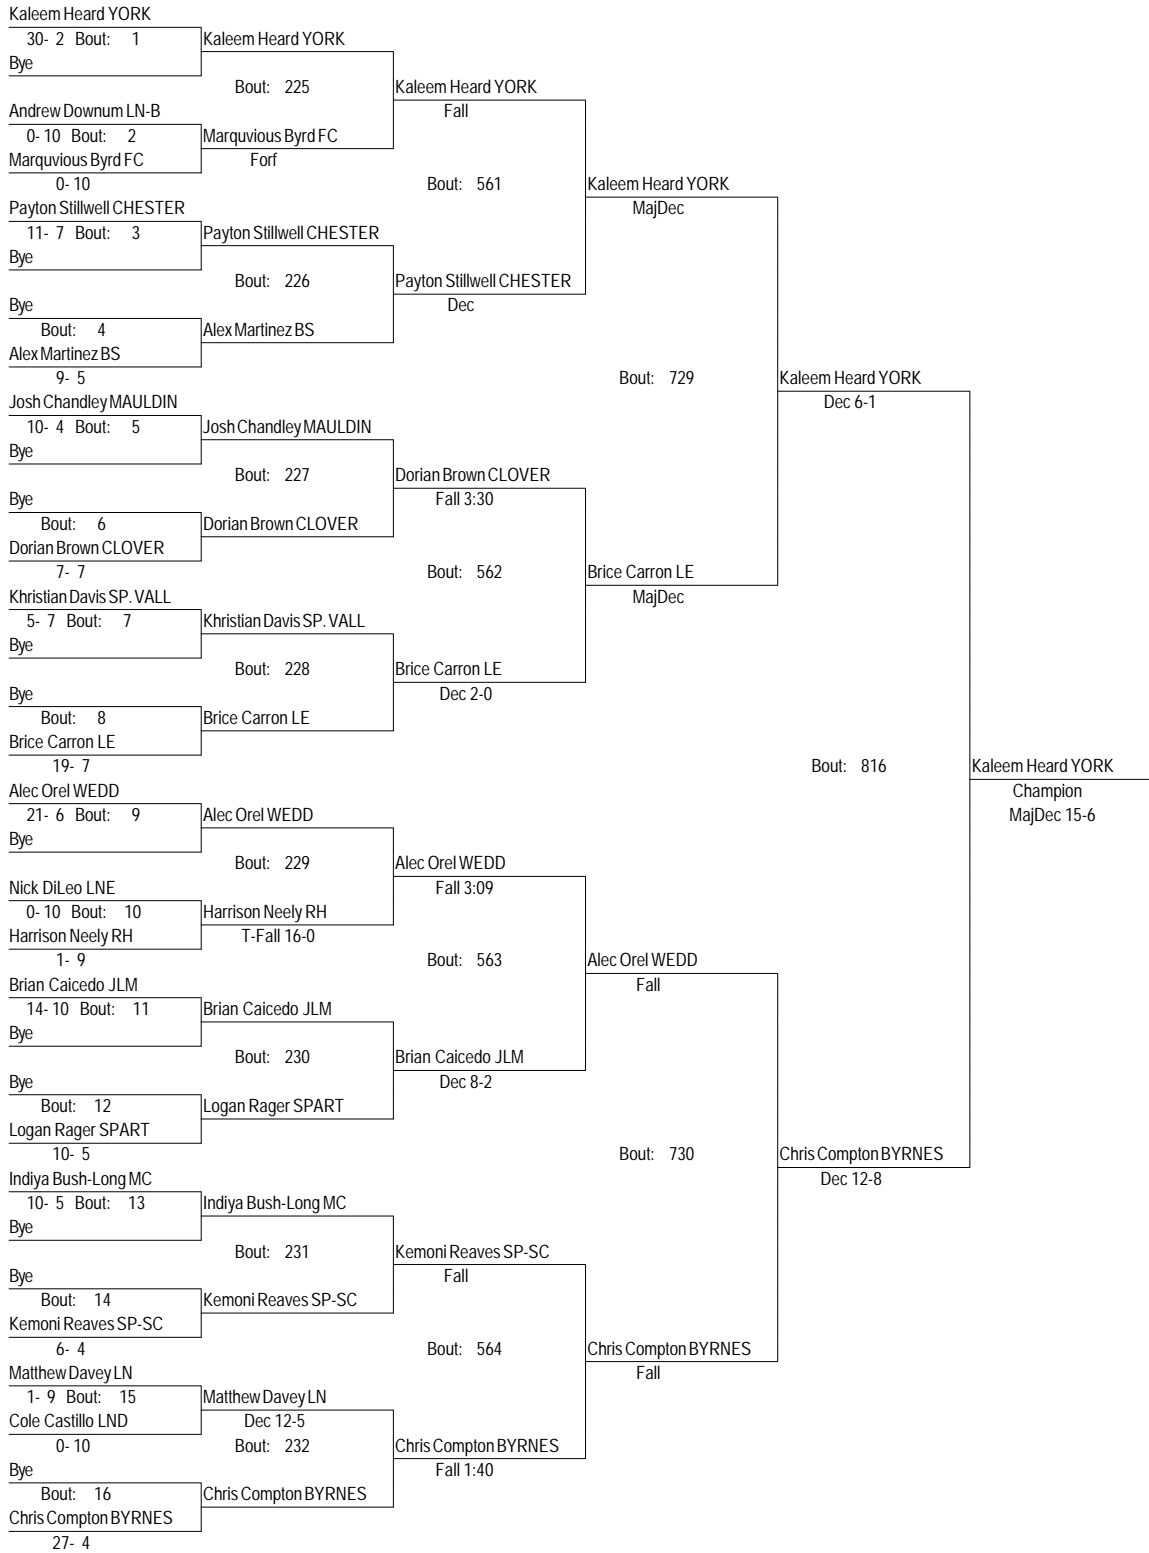 Kaleem Heard YORK
30- 2 Bout: 1
Kaleem Heard YORK
Bye
Bout: 225
Kaleem Heard YORK
Andrew Downum LN-B
Fall
0- 10 Bout: 2
Marquvious Byrd FC
Marquvious Byrd FC
Forf
0- 10
Bout: 561
Kaleem Heard YORK
Payton Stillwell CHESTER
MajDec
11- 7 Bout: 3
Payton Stillwell CHESTER
Bye
Bout: 226
Payton Stillwell CHESTER
Bye
Dec
Bout: 4
Alex Martinez BS
Alex Martinez BS
9- 5
Bout: 729
Kaleem Heard YORK
Josh Chandley MAULDIN
Dec 6-1
10- 4 Bout: 5
Josh Chandley MAULDIN
Bye
Bout: 227
Dorian Brown CLOVER
Bye
Fall 3:30
Bout: 6
Dorian Brown CLOVER
Dorian Brown CLOVER
7- 7
Bout: 562
Brice Carron LE
Khristian Davis SP. VALL
MajDec
5- 7 Bout: 7
Khristian Davis SP. VALL
Bye
Bout: 228
Brice Carron LE
Bye
Dec 2-0
Bout: 8
Brice Carron LE
Brice Carron LE
19- 7
Bout: 816
Kaleem Heard YORK
Alec Orel WEDD
Champion
21- 6 Bout: 9
Alec Orel WEDD
MajDec 15-6
Bye
Bout: 229
Alec Orel WEDD
Nick DiLeo LNE
Fall 3:09
0- 10 Bout: 10
Harrison Neely RH
Harrison Neely RH
T-Fall 16-0
1- 9
Bout: 563
Alec Orel WEDD
Brian Caicedo JLM
Fall
14- 10 Bout: 11
Brian Caicedo JLM
Bye
Bout: 230
Brian Caicedo JLM
Bye
Dec 8-2
Bout: 12
Logan Rager SPART
Logan Rager SPART
10- 5
Bout: 730
Chris Compton BYRNES
Indiya Bush-Long MC
Dec 12-8
10- 5 Bout: 13
Indiya Bush-Long MC
Bye
Bout: 231
Kemoni Reaves SP-SC
Bye
Fall
Bout: 14
Kemoni Reaves SP-SC
Kemoni Reaves SP-SC
6- 4
Bout: 564
Chris Compton BYRNES
Matthew Davey LN
Fall
1- 9 Bout: 15
Matthew Davey LN
Cole Castillo LND
Dec 12-5
0- 10
Bout: 232
Chris Compton BYRNES
Bye
Fall 1:40
Bout: 16
Chris Compton BYRNES
Chris Compton BYRNES
27- 4